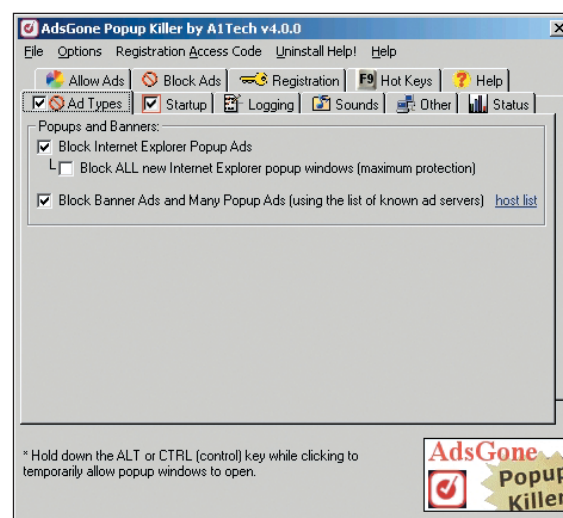 AdsGone Popup Killer by A1Tech v4.0.0
File Options Registration Access Code Uninstall Help! Help
Allow Ads Block Ads Registration F9 Hot Keys ? Help
Ad Types Startup Logging Sounds Other Status
Popups and Banners:
Block Internet Explorer Popup Ads
Block ALL new Internet Explorer popup windows (maximum protection)
Block Banner Ads and Many Popup Ads (using the list of known ad servers) host list
* Hold down the ALT or CTRL (control) key while clicking to
temporarily allow popup windows to open.
AdsGone
Popup
Killer